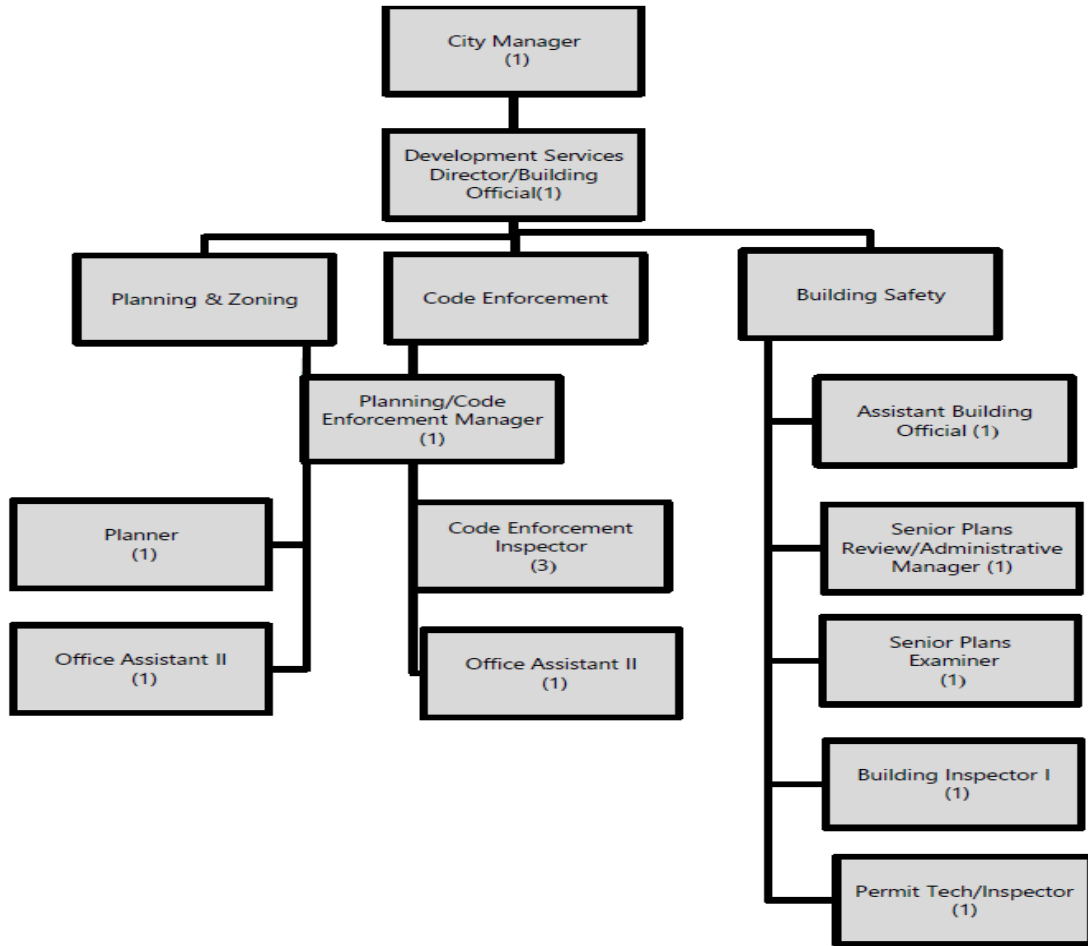 City Manager
(1)
Development Services
Director/Building
Official(1)
Planning & Zoning
Code Enforcement
Building Safety
Planning/Code
Enforcement Manager
(1)
Assistant Building
Official (1)
Planner
(1)
Code Enforcement
Inspector
(3)
Senior Plans
Review/Administrative
Manager (1)
Office Assistant II
(1)
Office Assistant II
(1)
Senior Plans
Examiner
(1)
Building Inspector I
(1)
Permit Tech/Inspector
(1)